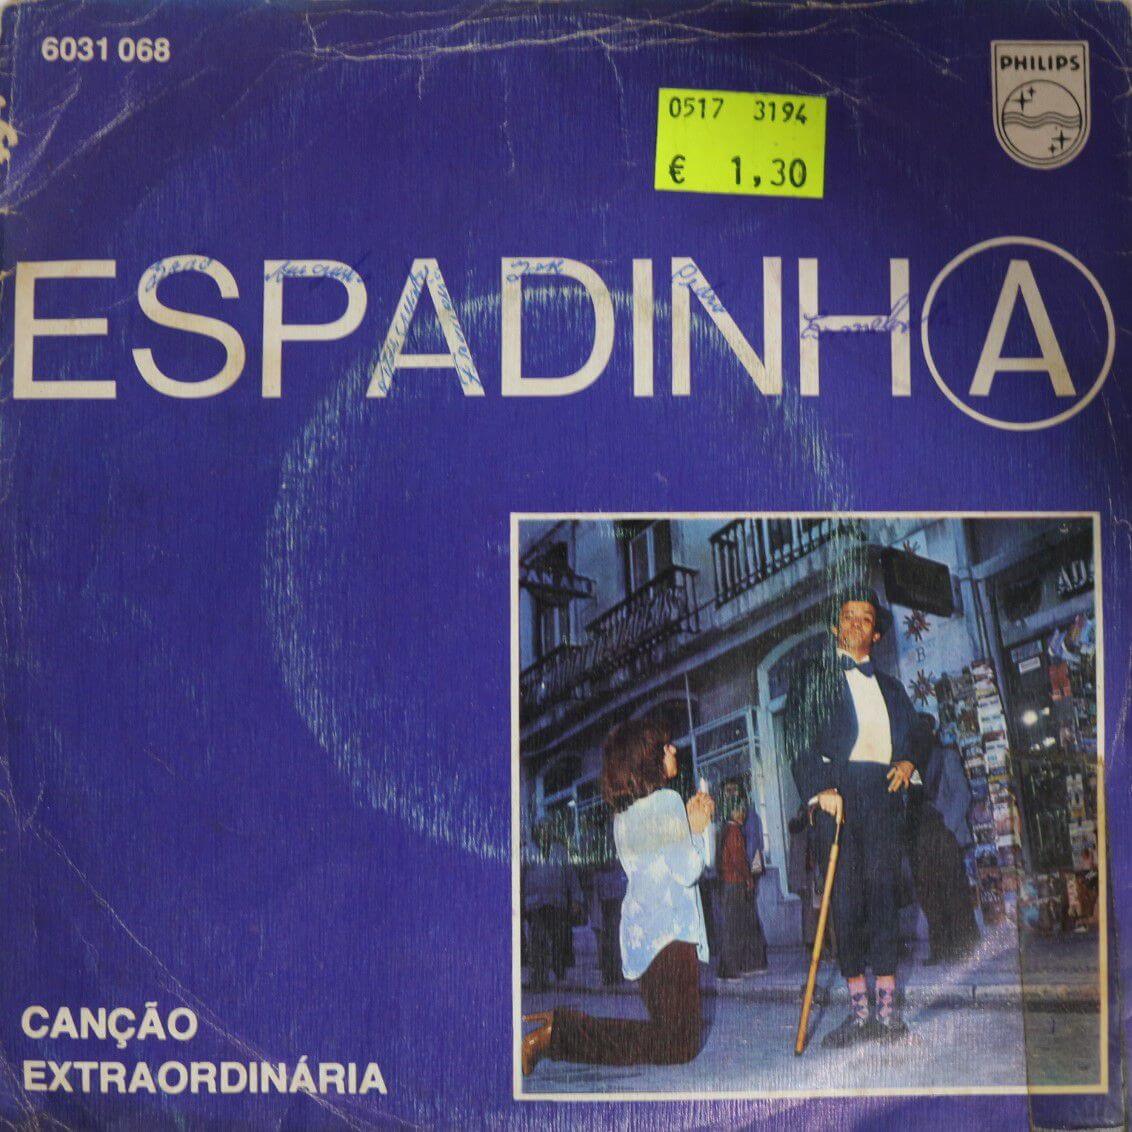 6031 068
PHILIPS
0517 3194
€ 1,30
ESPADINHA
CANÇÃO
EXTRAORDINÁRIA